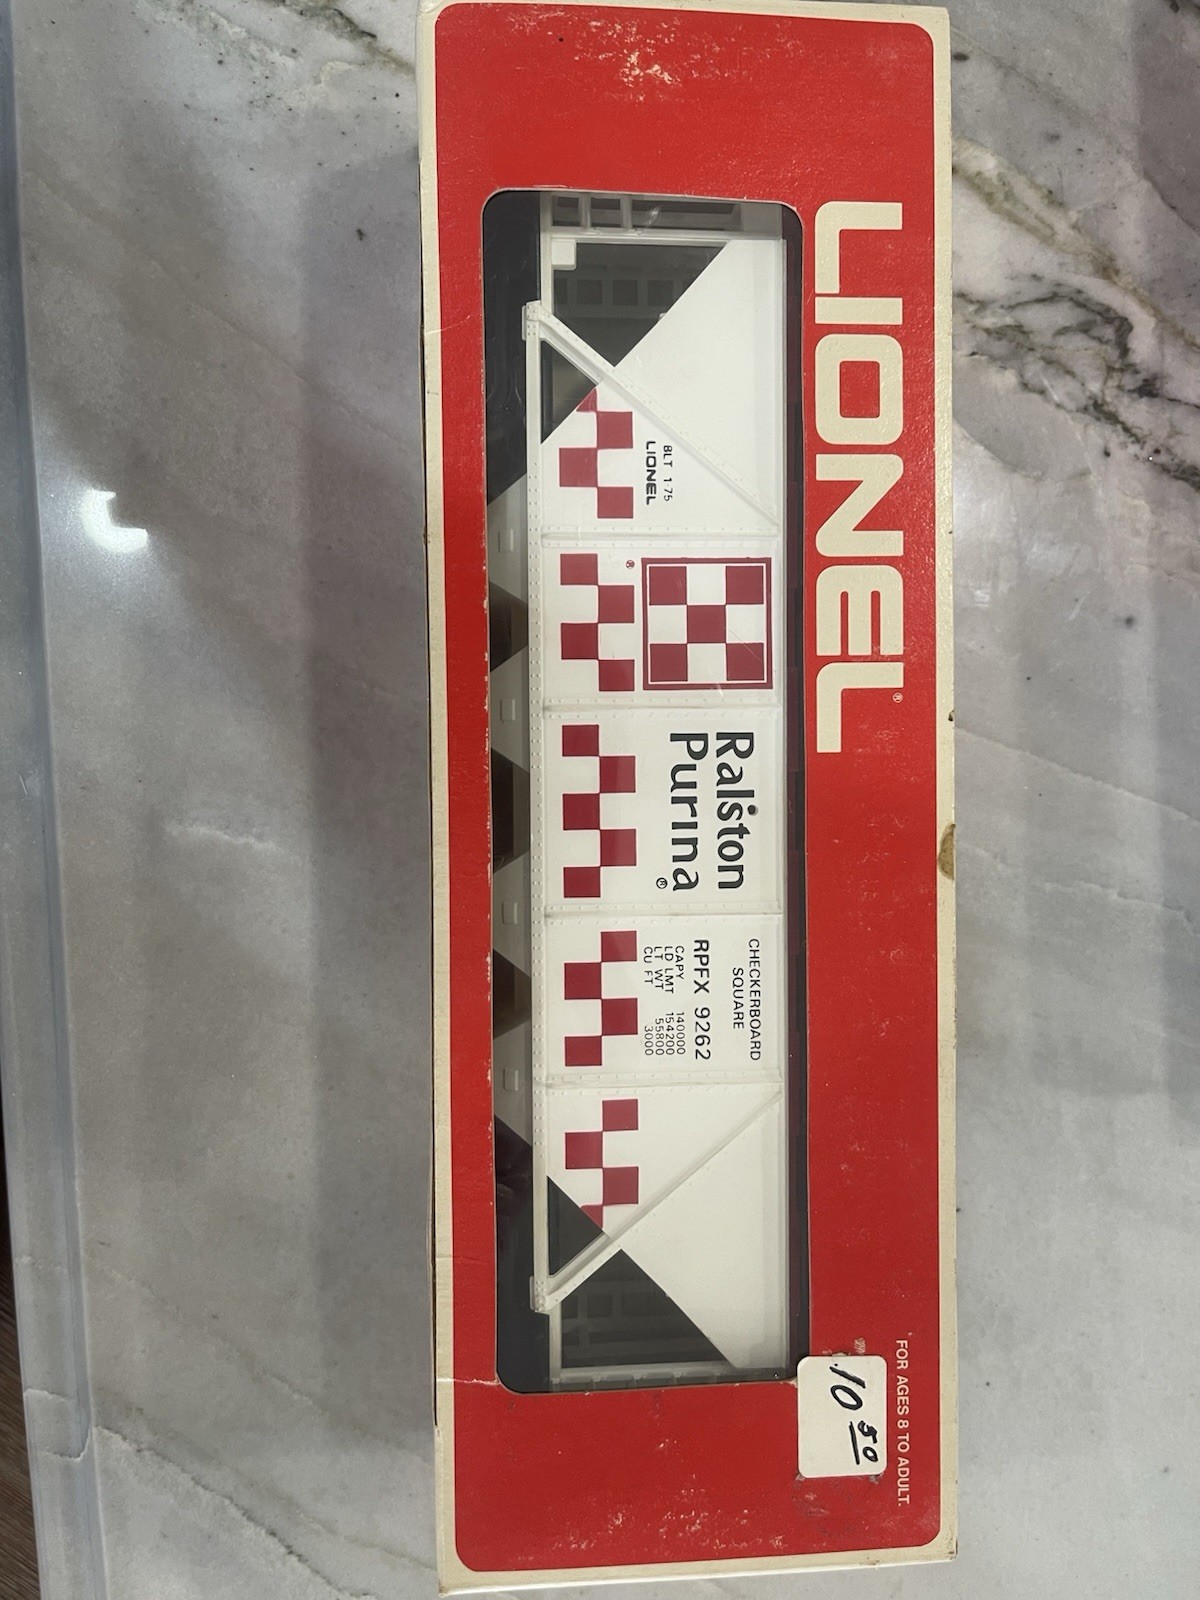 LIONEL®
BLT 1-75
LIONEL
®
Ralston
Purina®
CHECKERBOARD
SQUARE
RPFX 9262
CAPY 140000
LD LMT 154200
LT WT 55800
CU FT 3000
FOR AGES 8 TO ADULT.
10 50